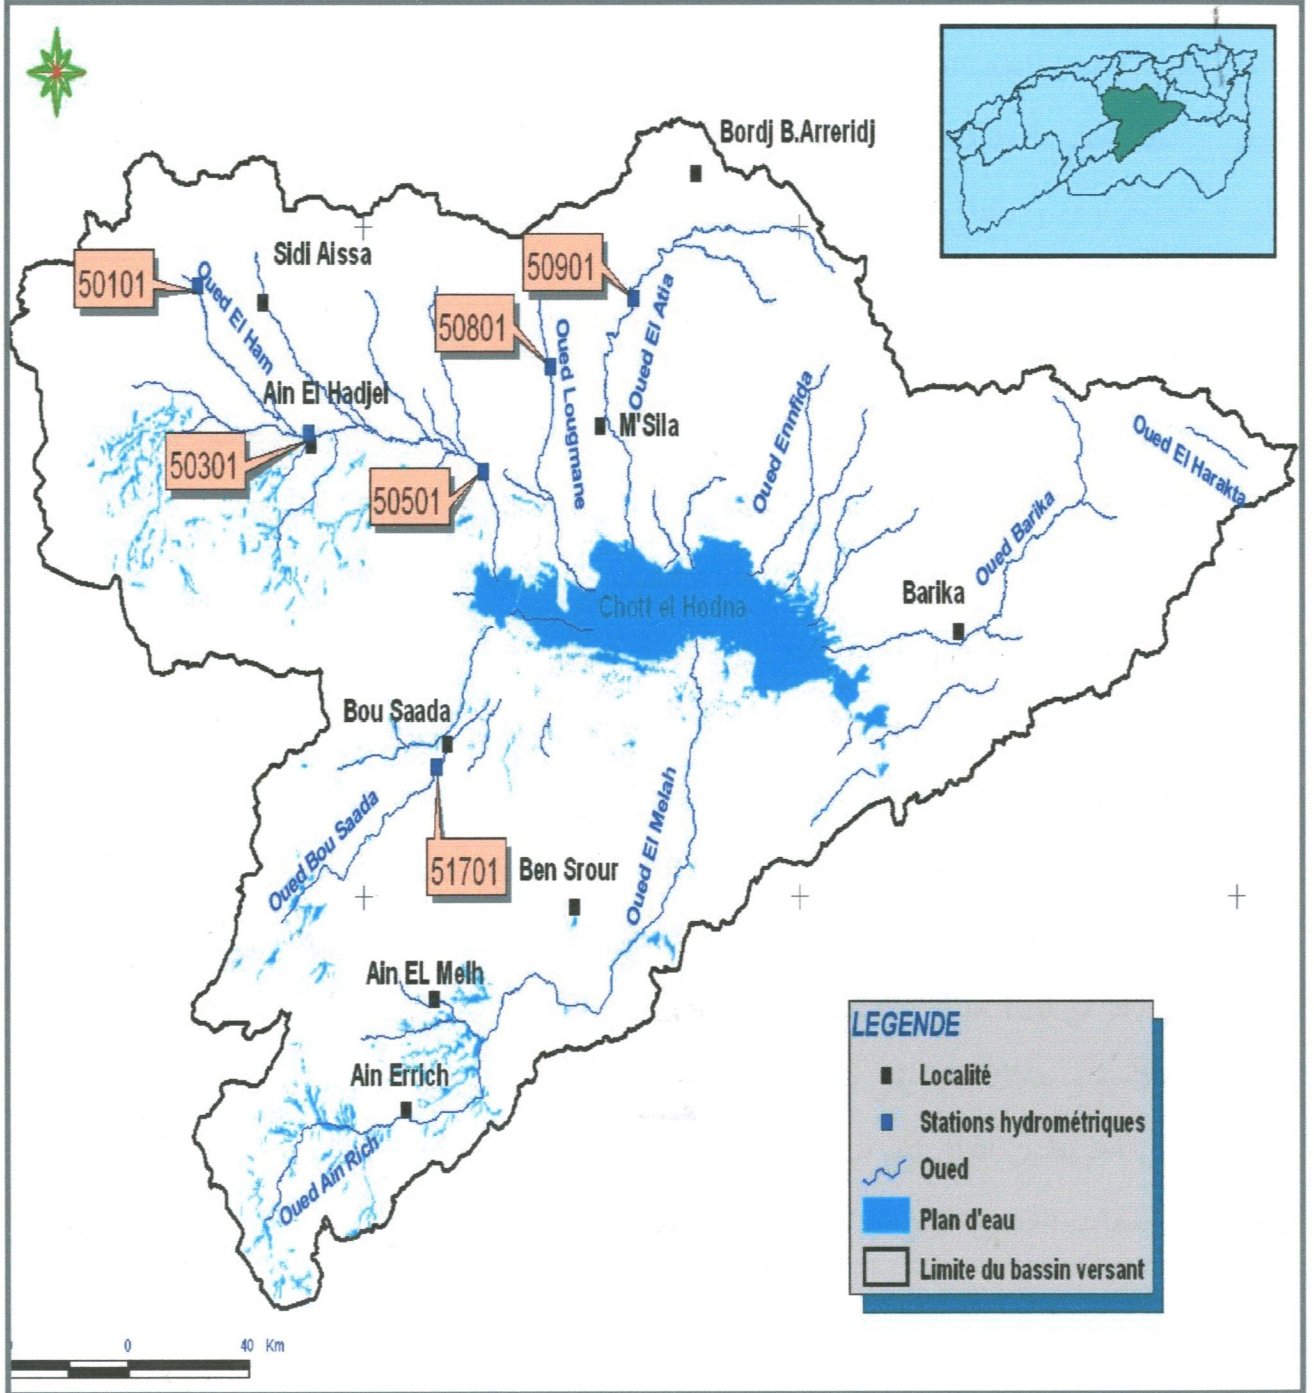 Bordj B.Arreridj
Sidi Aissa
50101
50901
Oued El Ham
50801
Oued El Atia
Oued Lougmane
Ain El Hadjel
M'Sila
Oued Ennfida
Oued El Harakta
50301
50501
Oued Barika
Chott el Hodna
Barika
Bou Saada
Oued Bou Saada
51701
Ben Srour
Oued El Melah
Ain EL Melh
Ain Errich
Oued Ain Rich
LEGENDE
Localité
Stations hydrométriques
Oued
Plan d'eau
Limite du bassin versant
0 40 Km